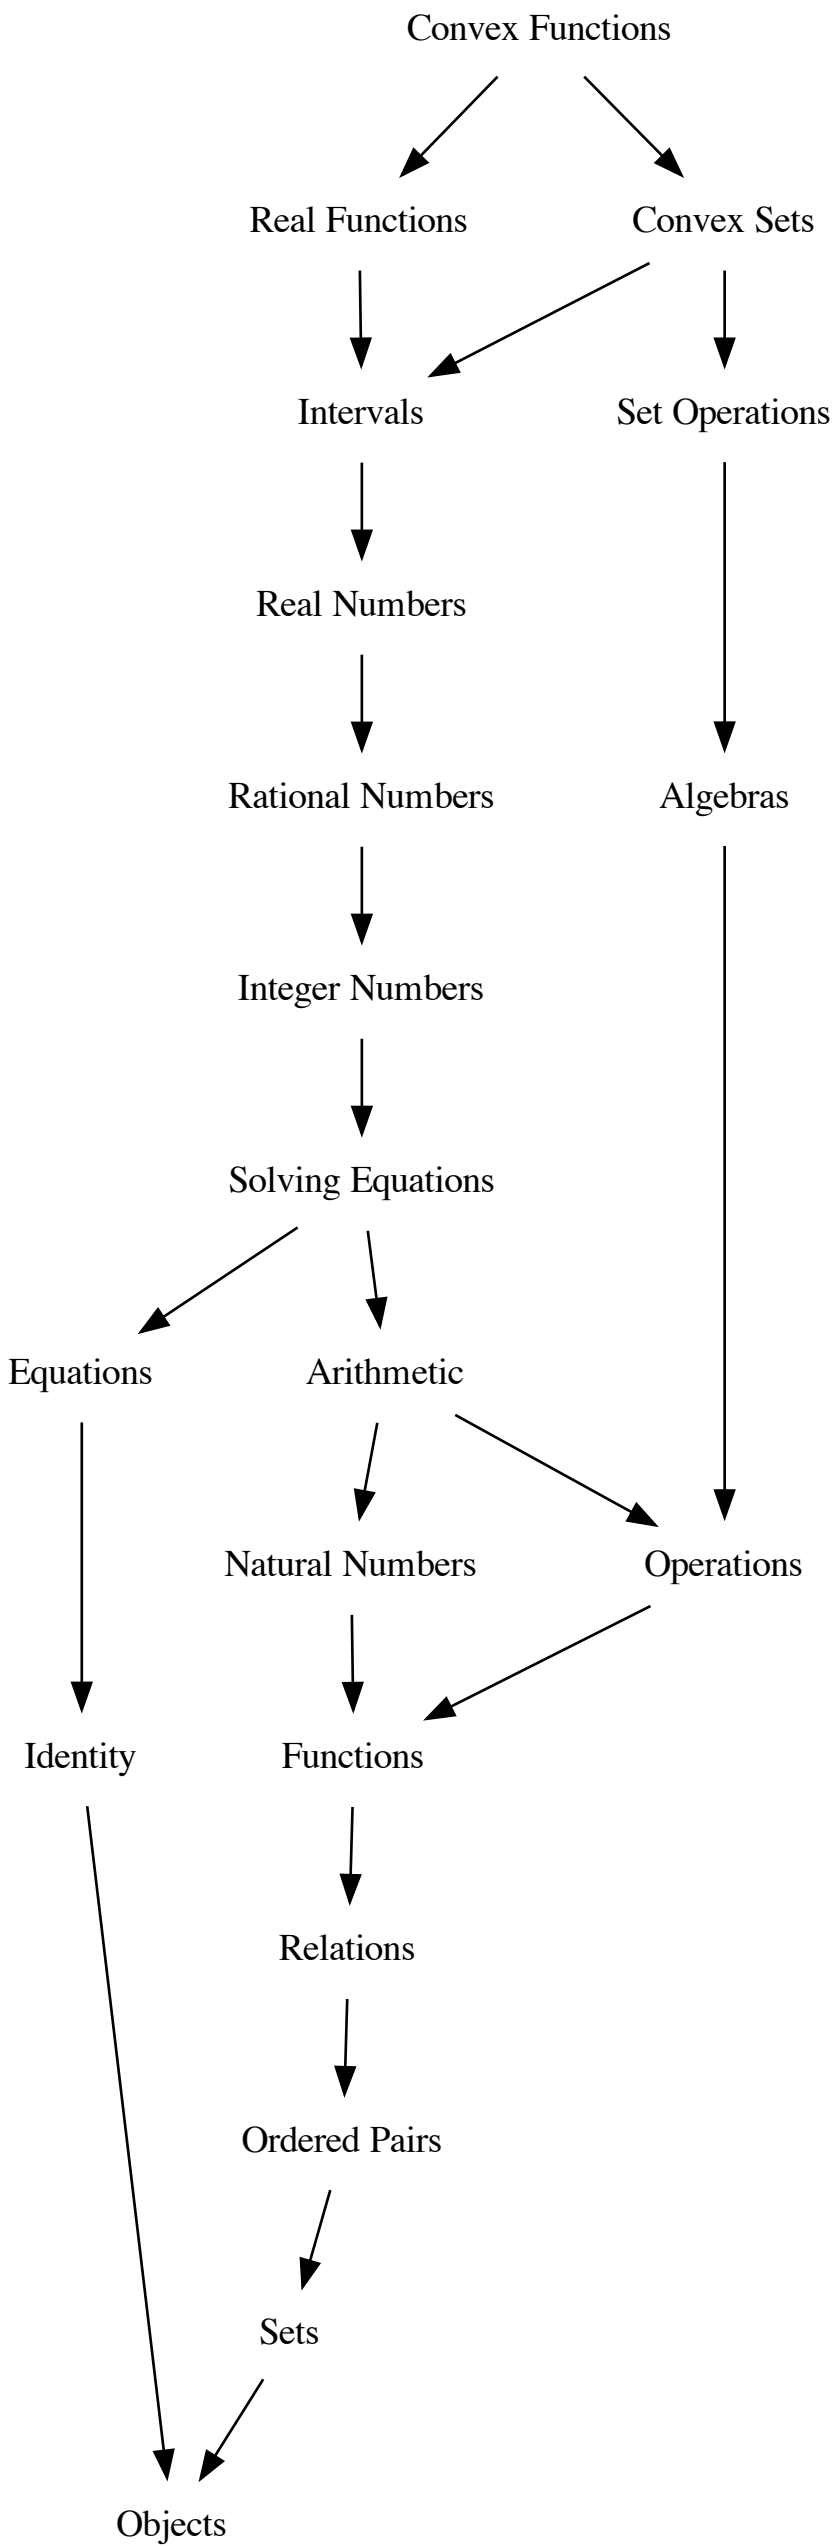 Convex Functions
Real Functions
Convex Sets
Intervals
Set Operations
Real Numbers
Rational Numbers
Algebras
Integer Numbers
Solving Equations
Equations
Arithmetic
Natural Numbers
Operations
Identity
Functions
Relations
Ordered Pairs
Sets
Objects